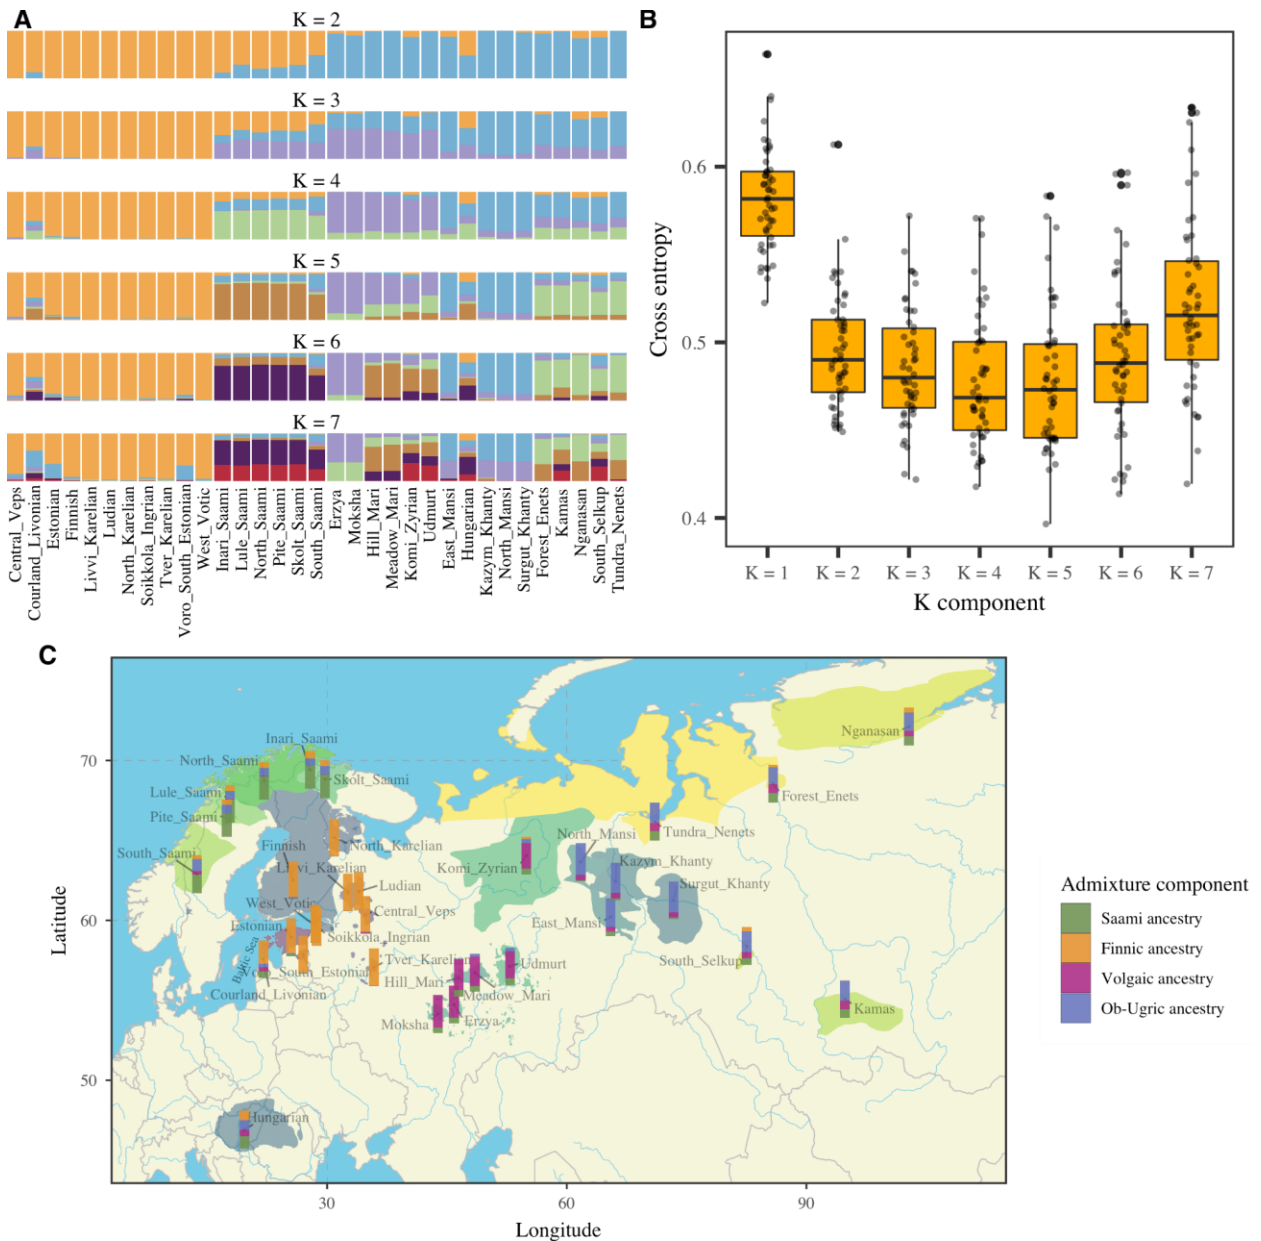 A
K = 2
K = 3
K = 4
K = 5
K = 6
K = 7
Central_Veps
Courland_Livonian
Estonian
Finnish
Livvi_Karelian
Ludian
North_Karelian
Soikkola_Ingrian
Tver_Karelian
Voro_South_Estonian
West_Votic
Inari_Saami
Lule_Saami
North_Saami
Pite_Saami
Skolt_Saami
South_Saami
Erzya
Moksha
Hill_Mari
Meadow_Mari
Komi_Zyrian
Udmurt
East_Mansi
Hungarian
Kazym_Khanty
North_Mansi
Surgut_Khanty
Forest_Enets
Kamas
Nganasan
South_Selkup
Tundra_Nenets
B
Cross entropy
0.6
0.5
0.4
K = 1 K = 2 K = 3 K = 4 K = 5 K = 6 K = 7
K component
C
Latitude
70
60
50
Inari_Saami
North_Saami
Skolt_Saami
Lule_Saami
Pite_Saami
South_Saami
Finnish
North_Karelian
Livvi_Karelian
Ludian
West_Votic
Central_Veps
Estonian
Soikkola_Ingrian
Baltic Sea
Tver_Karelian
Voro_South_Estonian
Courland_Livonian
Hill_Mari
Meadow_Mari
Udmurt
Moksha
Erzya
Komi_Zyrian
North_Mansi
Kazym_Khanty
Surgut_Khanty
East_Mansi
Tundra_Nenets
Forest_Enets
Nganasan
South_Selkup
Kamas
Hungarian
30 60 90
Longitude
Admixture component
Saami ancestry
Finnic ancestry
Volgaic ancestry
Ob-Ugric ancestry